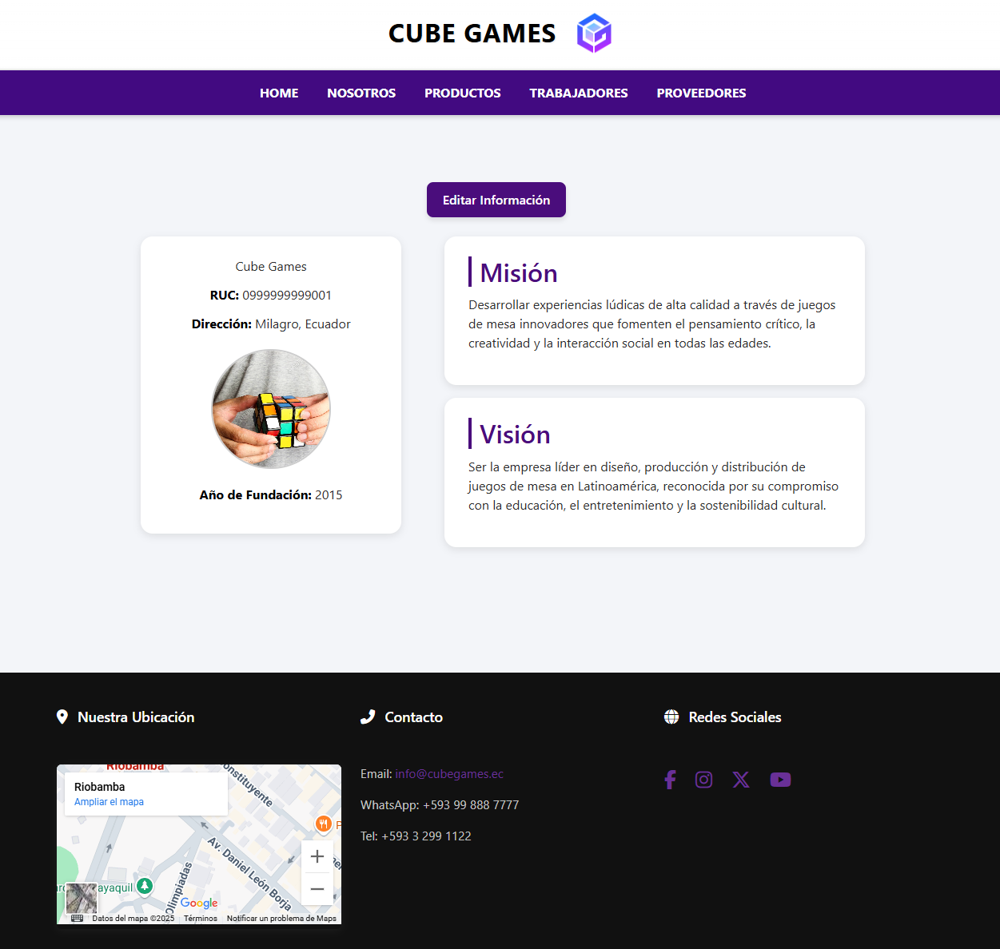 CUBE GAMES
HOME NOSOTROS PRODUCTOS TRABAJADORES PROVEEDORES
Editar Información
Cube Games
RUC: 0999999999001
Dirección: Milagro, Ecuador
Año de Fundación: 2015
Misión
Desarrollar experiencias lúdicas de alta calidad a través de juegos
de mesa innovadores que fomenten el pensamiento crítico, la
creatividad y la interacción social en todas las edades.
Visión
Ser la empresa líder en diseño, producción y distribución de
juegos de mesa en Latinoamérica, reconocida por su compromiso
con la educación, el entretenimiento y la sostenibilidad cultural.
Nuestra Ubicación
Riobamba
Riobamba
Ampliar el mapa
onstituyente
P
Av. Daniel León Borja
Olimpiadas
ayaquil
Google
Datos del mapa ©2025 Términos Notificar un problema de Maps
Contacto
Email: info@cubegames.ec
WhatsApp: +593 99 888 7777
Tel: +593 3 299 1122
Redes Sociales